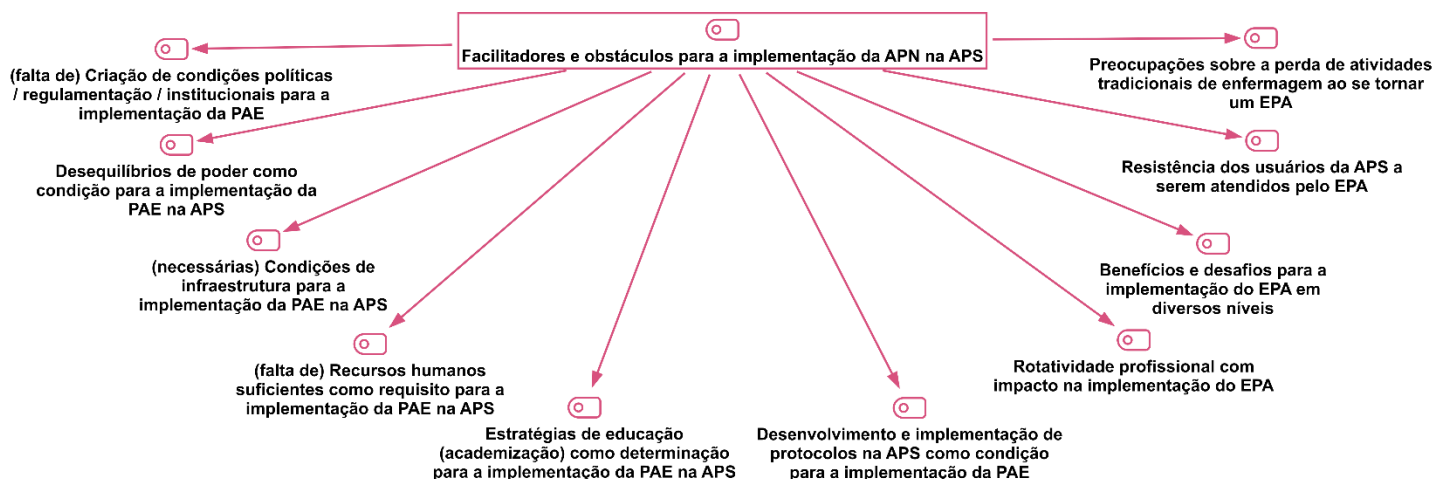 Facilitadores e obstáculos para a implementação da APN na APS
(falta de) Criação de condições políticas
/ regulamentação / institucionais para a
implementação da PAE
Desequilíbrios de poder como
condição para a implementação da
PAE na APS
(necessárias) Condições de
infraestrutura para a
implementação da PAE na APS
(falta de) Recursos humanos
suficientes como requisito para a
implementação da PAE na APS
Estratégias de educação
(academização) como determinação
para a implementação da PAE na APS
Desenvolvimento e implementação de
protocolos na APS como condição
para a implementação da PAE
Rotatividade profissional com
impacto na implementação do EPA
Benefícios e desafios para a
implementação do EPA em
diversos níveis
Resistência dos usuários da APS a
serem atendidos pelo EPA
Preocupações sobre a perda de atividades
tradicionais de enfermagem ao se tornar
um EPA